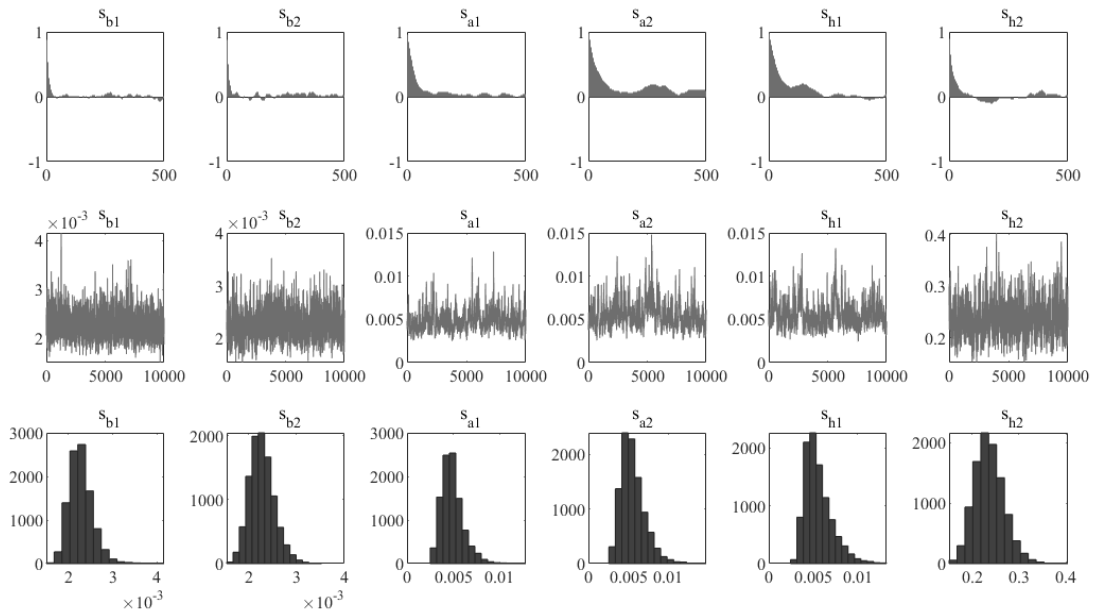 s_b1 s_b2 s_a1 s_a2 s_h1 s_h2
1 1 1 1 1 1
0 0 0 0 0 0
-1 -1 -1 -1 -1 -1
0 500 0 500 0 500 0 500 0 500 0 500
s_b1 s_b2 s_a1 s_a2 s_h1 s_h2
×10⁻³ ×10⁻³
4 4 0.015 0.015 0.015 0.4
3 3 0.01 0.01 0.01 0.3
2 2 0.005 0.005 0.005 0.2
0 0 0
0 5000 10000 0 5000 10000 0 5000 10000 0 5000 10000 0 5000 10000 0 5000 10000
s_b1 s_b2 s_a1 s_a2 s_h1 s_h2
3000 2000 3000 2000 2000 2000
2000 1000 2000 1000 1000 1000
1000 0 1000 0 0 0
0 0
2 3 4 2 3 4 0 0.005 0.01 0.005 0.01 0 0.005 0.01 0.2 0.3 0.4
×10⁻³ ×10⁻³